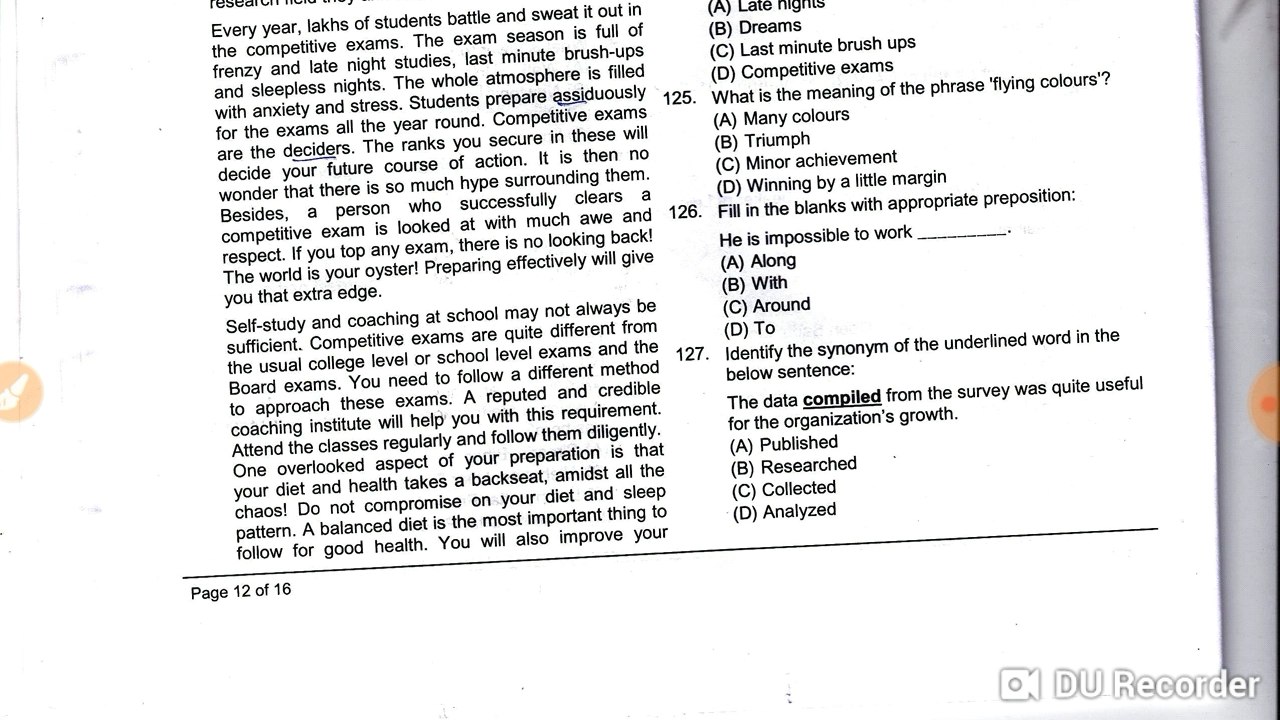 research field they
Every year, lakhs of students battle and sweat it out in
the competitive exams. The exam season is full of
frenzy and late night studies, last minute brush-ups
and sleepless nights. The whole atmosphere is filled
with anxiety and stress. Students prepare assiduously
for the exams all the year round. Competitive exams
are the deciders. The ranks you secure in these will
decide your future course of action. It is then no
wonder that there is so much hype surrounding them.
Besides, a person who successfully clears a
competitive exam is looked at with much awe and
respect. If you top any exam, there is no looking back!
The world is your oyster! Preparing effectively will give
you that extra edge.
Self-study and coaching at school may not always be
sufficient. Competitive exams are quite different from
the usual college level or school level exams and the
Board exams. You need to follow a different method
to approach these exams. A reputed and credible
coaching institute will help you with this requirement.
Attend the classes regularly and follow them diligently.
One overlooked aspect of your preparation is that
your diet and health takes a backseat, amidst all the
chaos! Do not compromise on your diet and sleep
pattern. A balanced diet is the most important thing to
follow for good health. You will also improve your
(A) Late nights
(B) Dreams
(C) Last minute brush ups
(D) Competitive exams
125. What is the meaning of the phrase 'flying colours'?
(A) Many colours
(B) Triumph
(C) Minor achievement
(D) Winning by a little margin
126. Fill in the blanks with appropriate preposition:
He is impossible to work _________.
(A) Along
(B) With
(C) Around
(D) To
127. Identify the synonym of the underlined word in the
below sentence:
The data compiled from the survey was quite useful
for the organization's growth.
(A) Published
(B) Researched
(C) Collected
(D) Analyzed
Page 12 of 16
DU Recorder